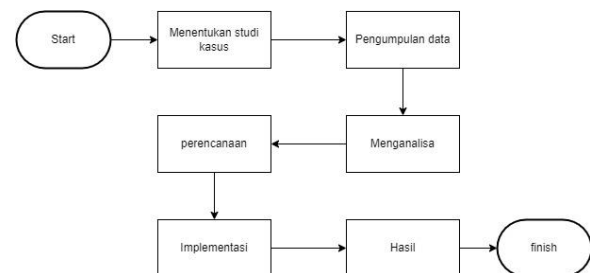 Start
Menentukan studi
kasus
Pengumpulan data
Menganalisa
perencanaan
Implementasi
Hasil
finish